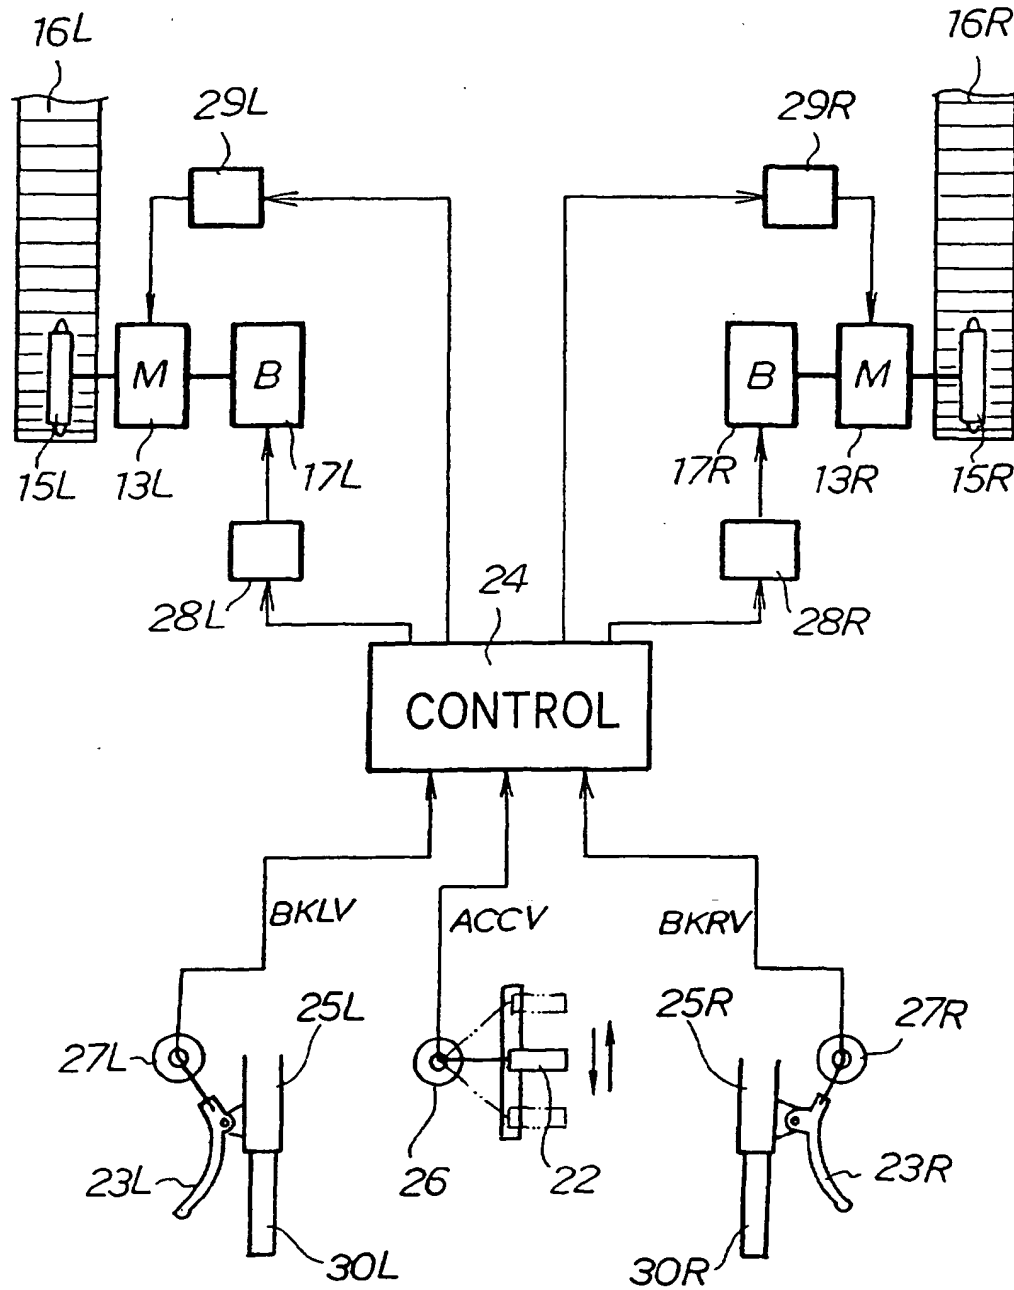 16L
16R
29L
29R
M
B
B
M
15L
13L
17L
17R
13R
15R
28L
24
28R
CONTROL
BKLV
ACCV
BKRV
25L
25R
27L
27R
23L
26
22
23R
30L
30R